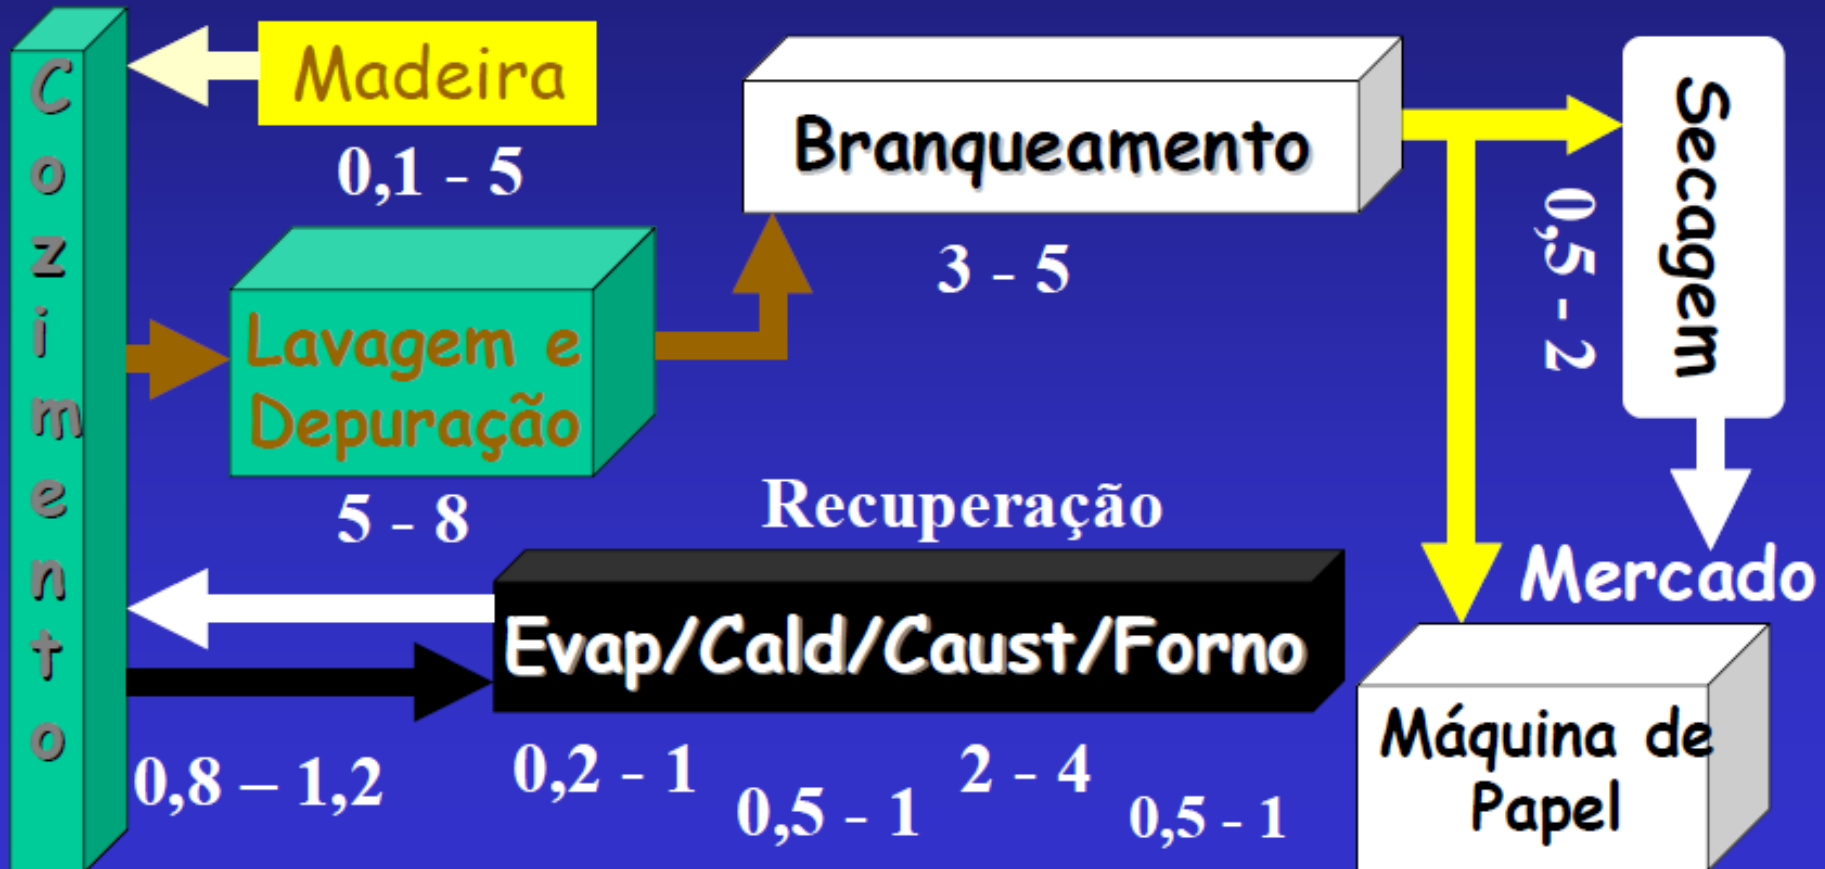 Cozimento
Madeira
0,1 - 5
Branqueamento
3 - 5
Secagem
0,5 - 2
Lavagem e
Depuração
5 - 8
Recuperação
Mercado
Evap/Cald/Caust/Forno
0,8 – 1,2
0,2 - 1
0,5 - 1
2 - 4
0,5 - 1
Máquina de
Papel